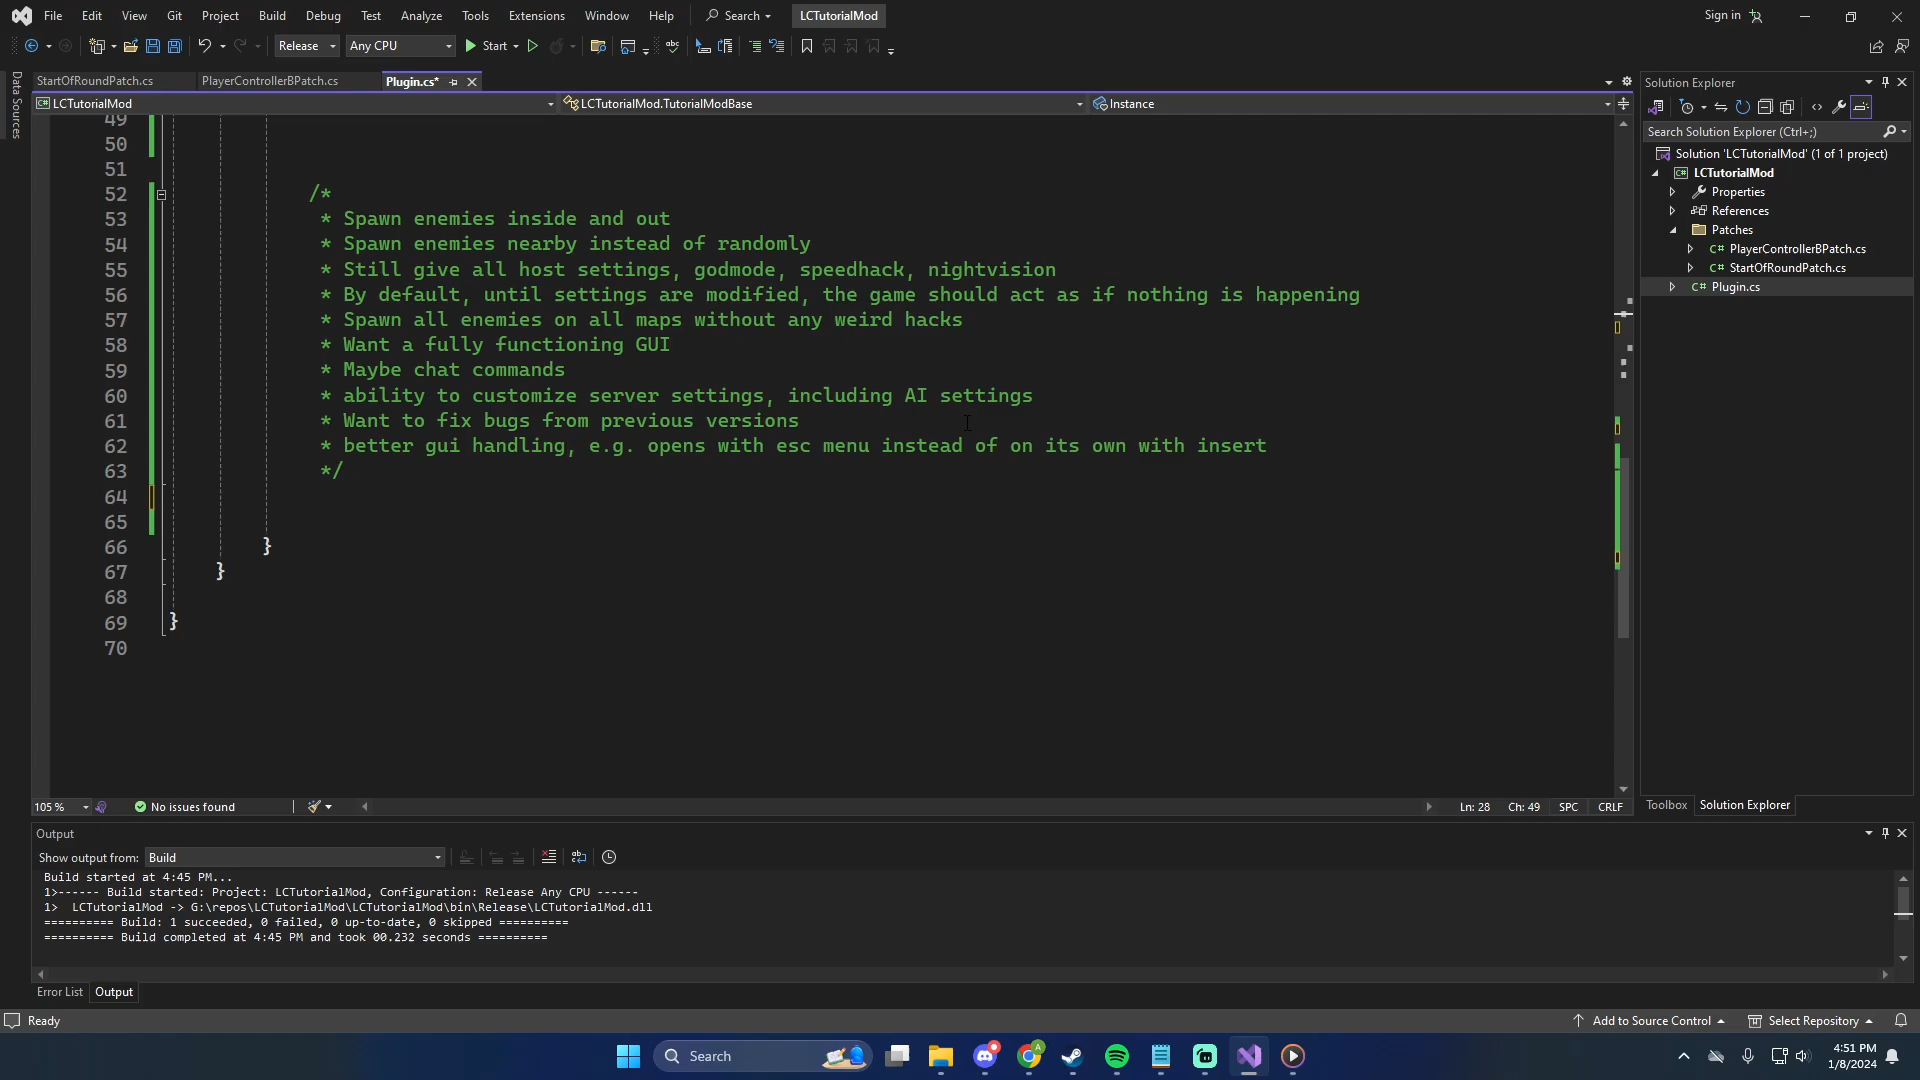 File Edit View Git Project Build Debug Test Analyze Tools Extensions Window Help Search LCTutorialMod Sign in
Release Any CPU Start
Data Sources
StartOfRoundPatch.cs PlayerControllerBPatch.cs Plugin.cs*
LCTutorialMod LCTutorialMod.TutorialModBase Instance
49
50
51
52 /*
53 * Spawn enemies inside and out
54 * Spawn enemies nearby instead of randomly
55 * Still give all host settings, godmode, speedhack, nightvision
56 * By default, until settings are modified, the game should act as if nothing is happening
57 * Spawn all enemies on all maps without any weird hacks
58 * Want a fully functioning GUI
59 * Maybe chat commands
60 * ability to customize server settings, including AI settings
61 * Want to fix bugs from previous versions
62 * better gui handling, e.g. opens with esc menu instead of on its own with insert
63 */
64
65
66 }
67 }
68
69 }
70
105 % No issues found Ln: 28 Ch: 49 SPC CRLF
Solution Explorer
Search Solution Explorer (Ctrl+;)
Solution 'LCTutorialMod' (1 of 1 project)
C# LCTutorialMod
Properties
References
Patches
C# PlayerControllerBPatch.cs
C# StartOfRoundPatch.cs
C# Plugin.cs
Toolbox Solution Explorer
Output
Show output from: Build
Build started at 4:45 PM...
1>------ Build started: Project: LCTutorialMod, Configuration: Release Any CPU ------
1>  LCTutorialMod -> G:\repos\LCTutorialMod\LCTutorialMod\bin\Release\LCTutorialMod.dll
========== Build: 1 succeeded, 0 failed, 0 up-to-date, 0 skipped ==========
========== Build completed at 4:45 PM and took 00.232 seconds ==========
Error List Output
Ready Add to Source Control Select Repository
Search
4:51 PM
1/8/2024